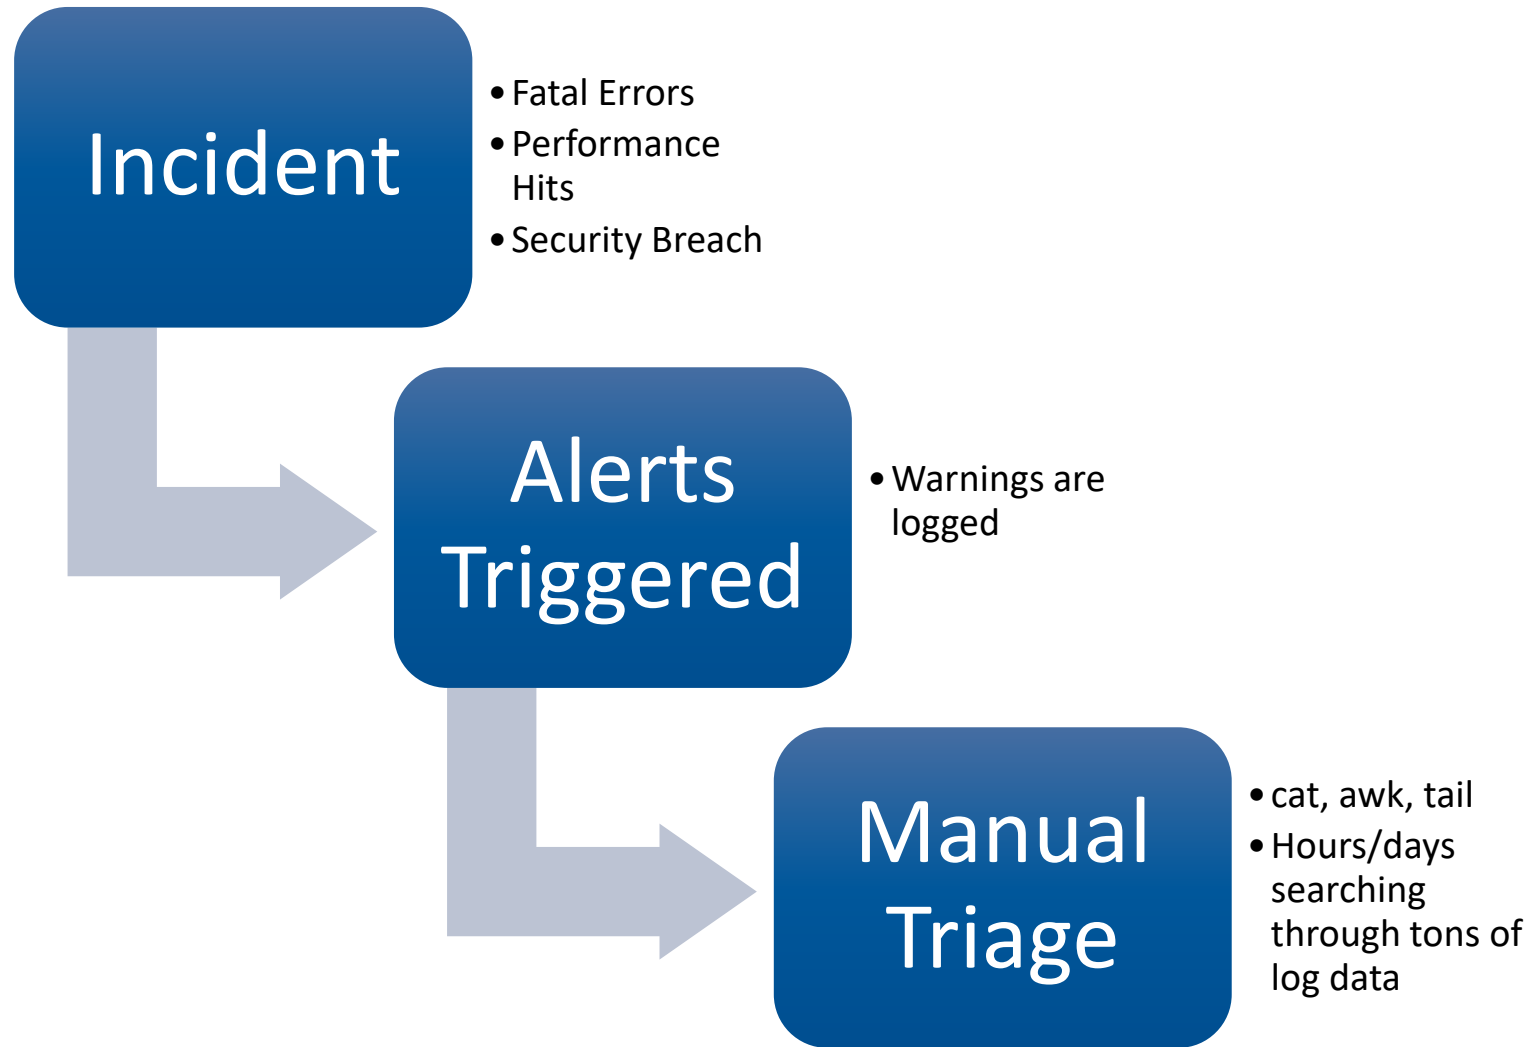 Incident
• Fatal Errors
• Performance
Hits
• Security Breach
Alerts
Triggered
• Warnings are
logged
Manual
Triage
• cat, awk, tail
• Hours/days
searching
through tons of
log data